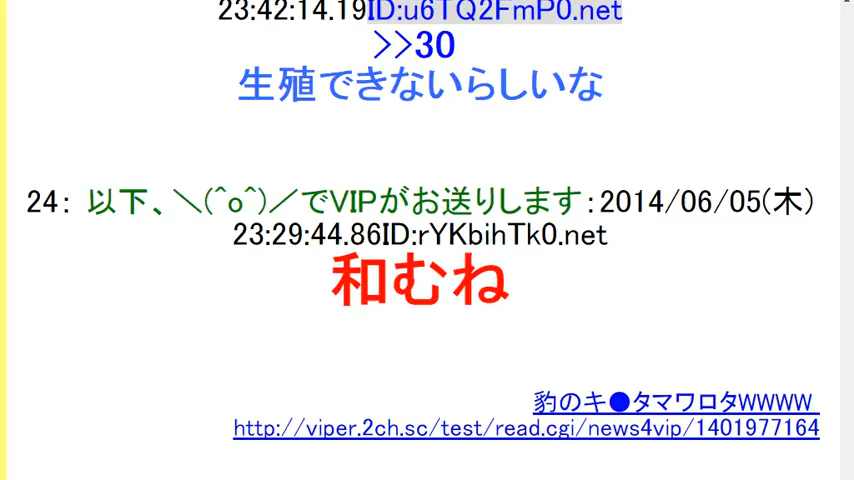 23:42:14.19ID:u6TQ2FmP0.net
>>30
生殖できないらしいな
24: 以下、＼(^o^)／でVIPがお送りします:2014/06/05(木)
23:29:44.86ID:rYKbihTk0.net
和むね
豹のキ●タマワロタWWWW
http://viper.2ch.sc/test/read.cgi/news4vip/1401977164